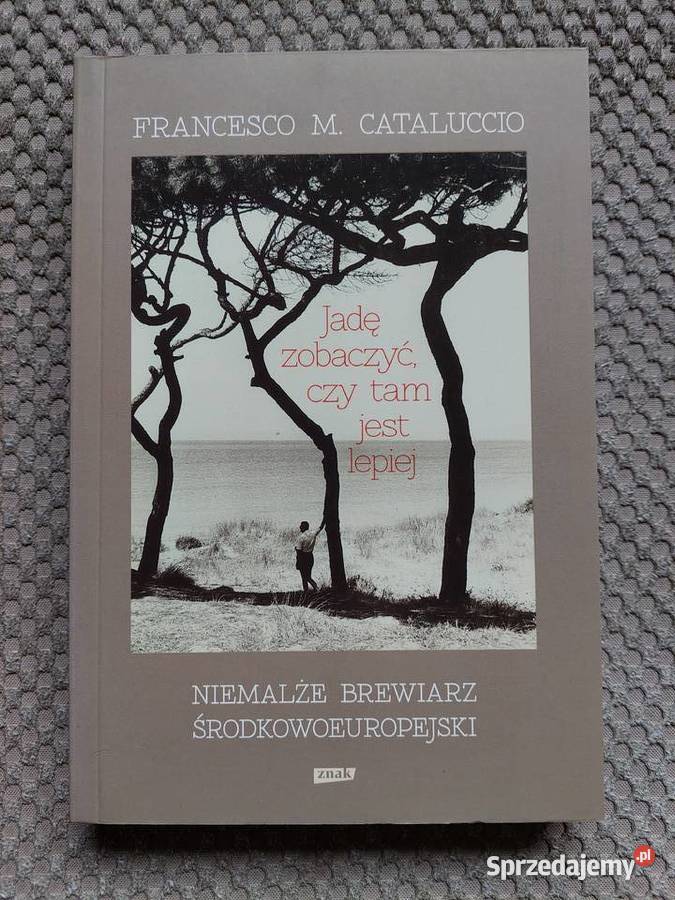 FRANCESCO M. CATALUCCIO
Jadę
zobaczyć,
czy tam
jest
lepiej
NIEMALŻE BREWIARZ
ŚRODKOWOEUROPEJSKI
znak
Sprzedajemy.pl